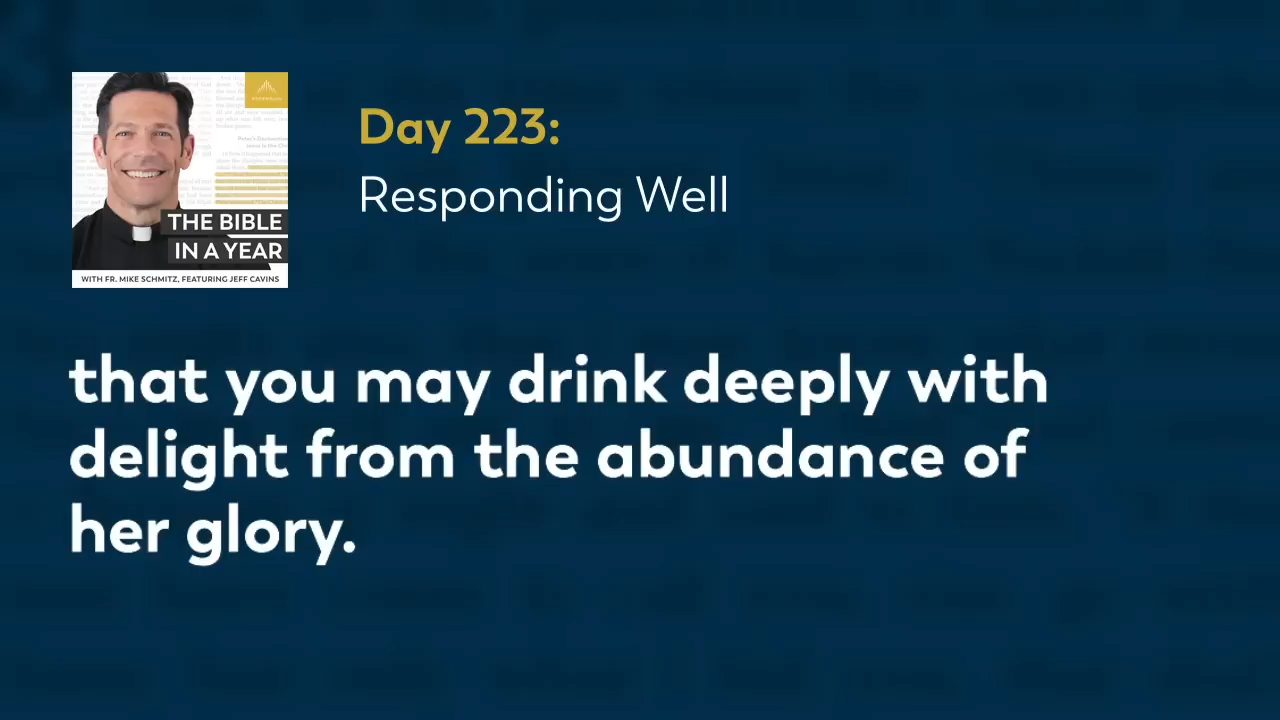 THE BIBLE
IN A YEAR
WITH FR. MIKE SCHMITZ, FEATURING JEFF CAVINS
Day 223:
Responding Well
that you may drink deeply with
delight from the abundance of
her glory.